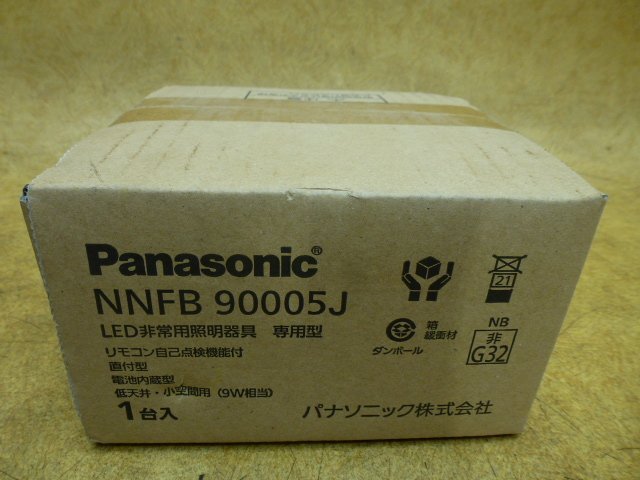 Panasonic®
NNFB 90005J
LED非常用照明器具 専用型
リモコン自己点検機能付
直付型
電池内蔵型
低天井・小空間用(9W相当)
1台入
21
ダンボール
箱
緩衝材
NB
非
G32
パナソニック株式会社